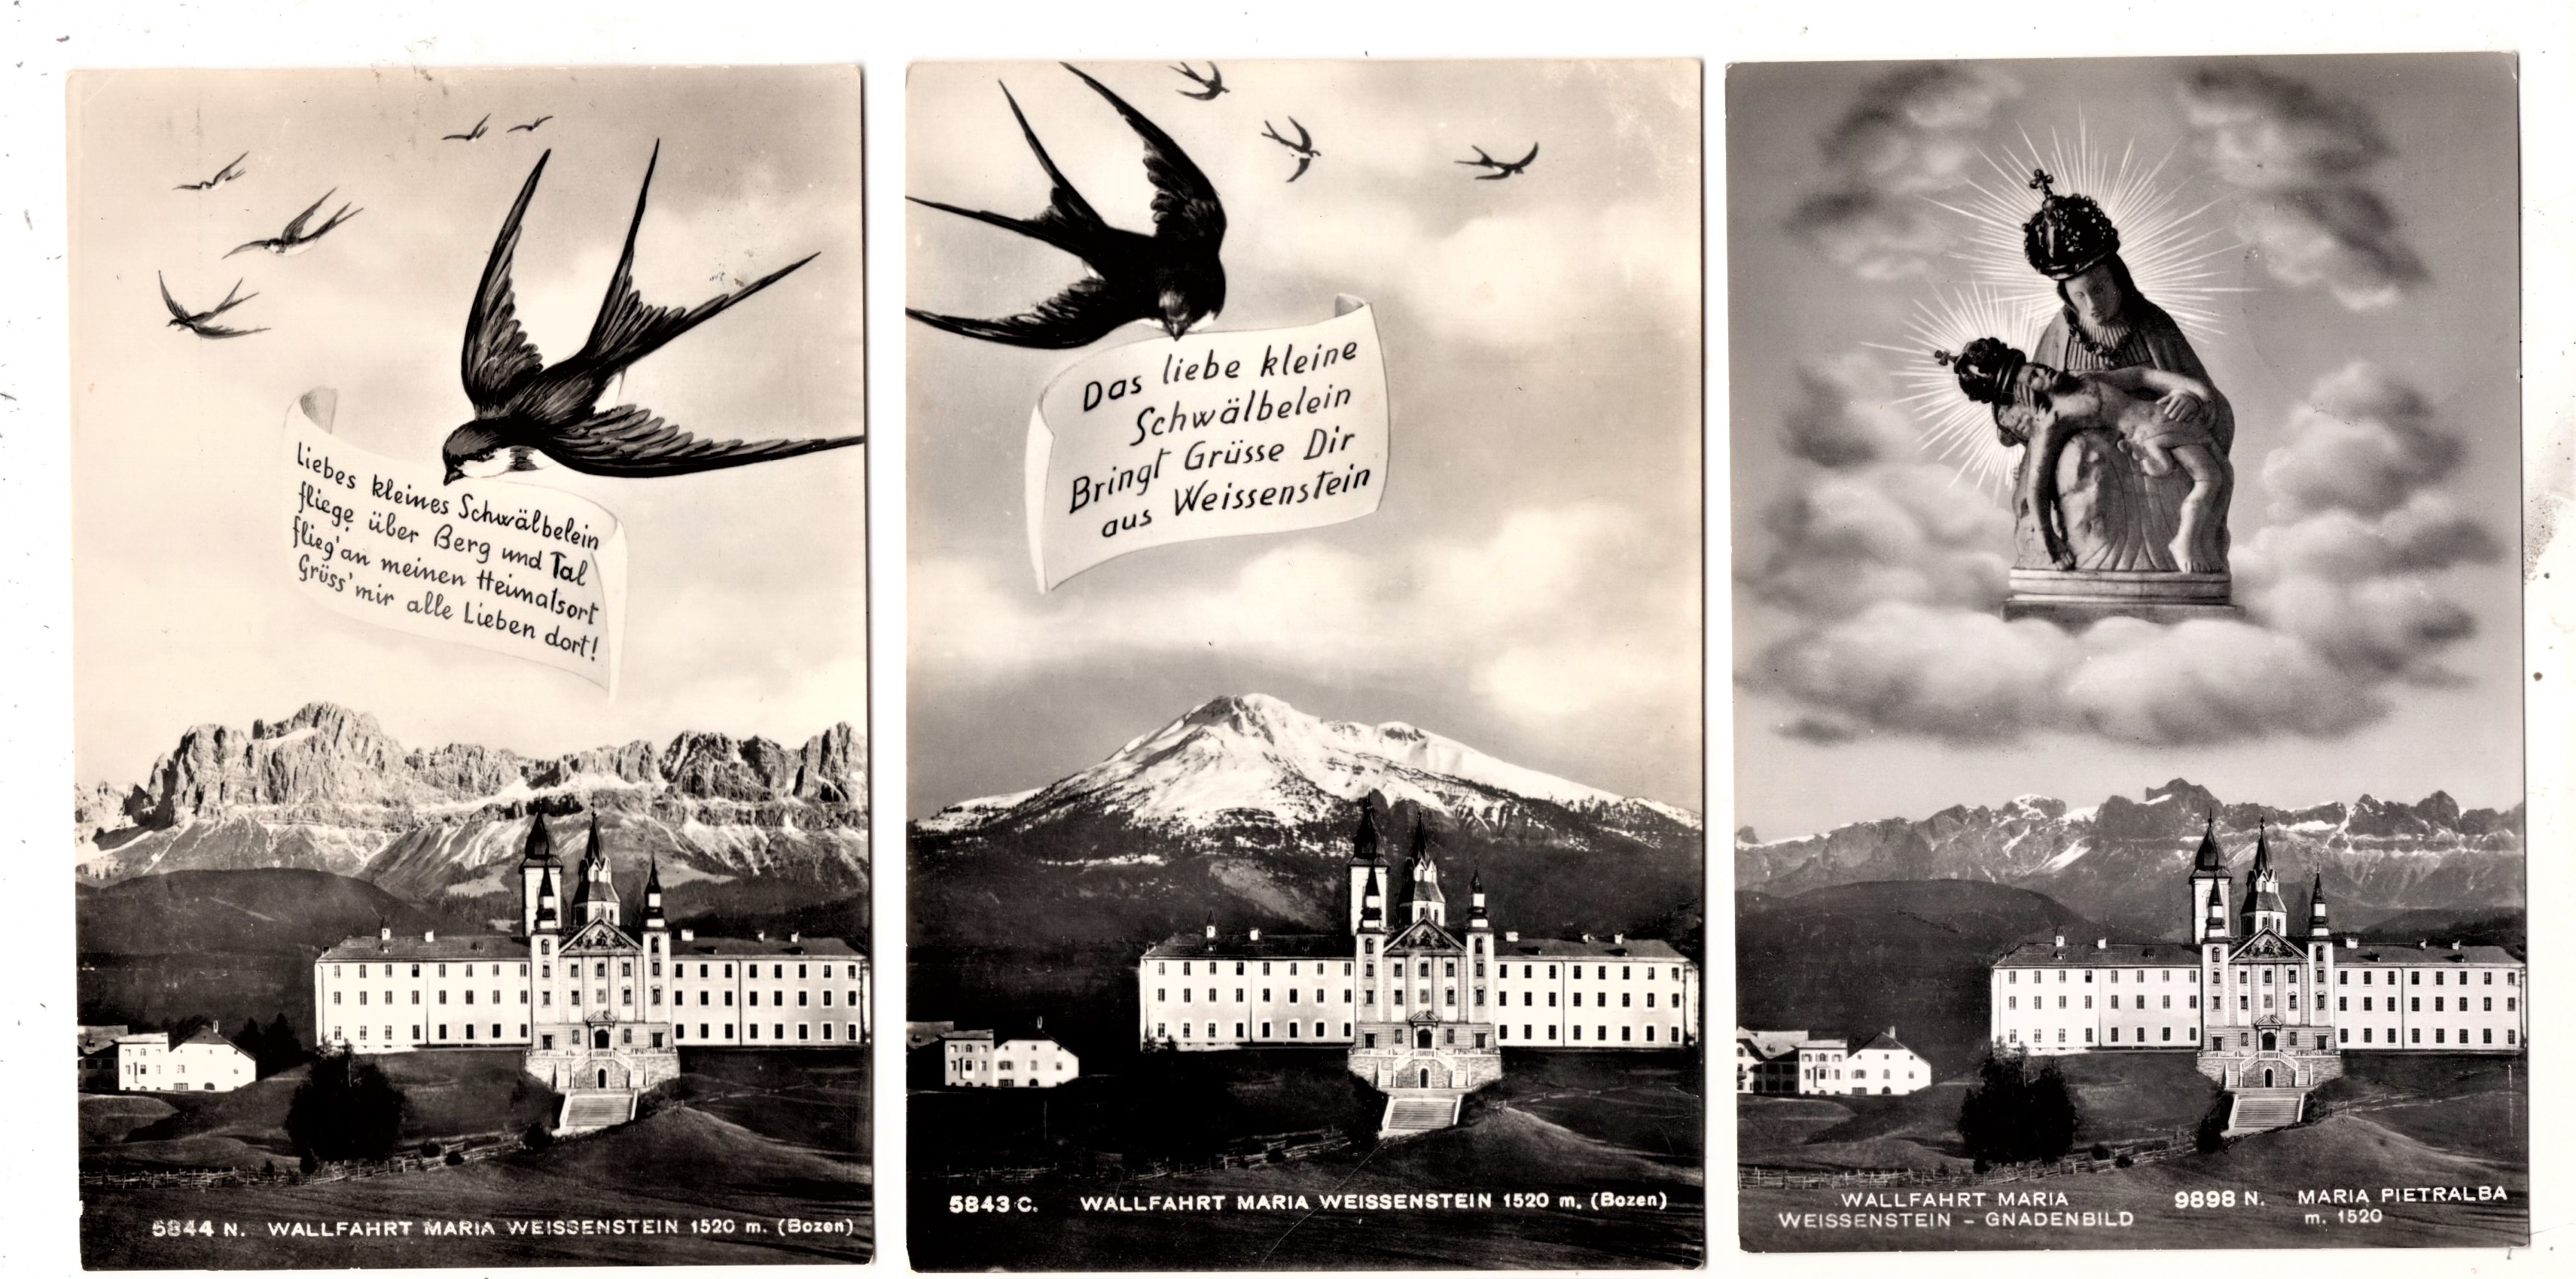 Liebes kleines Schwälbelein
fliege über Berg und Tal
flieg' an meinen Heimatsort
Grüss' mir alle Lieben dort!
5844 N. WALLFAHRT MARIA WEISSENSTEIN 1520 m. (Bozen)
Das liebe kleine
Schwälbelein
Bringt Grüsse Dir
aus Weissenstein
5843 C. WALLFAHRT MARIA WEISSENSTEIN 1520 m. (Bozen)
WALLFAHRT MARIA
WEISSENSTEIN - GNADENBILD
9898 N.
MARIA PIETRALBA
m. 1520